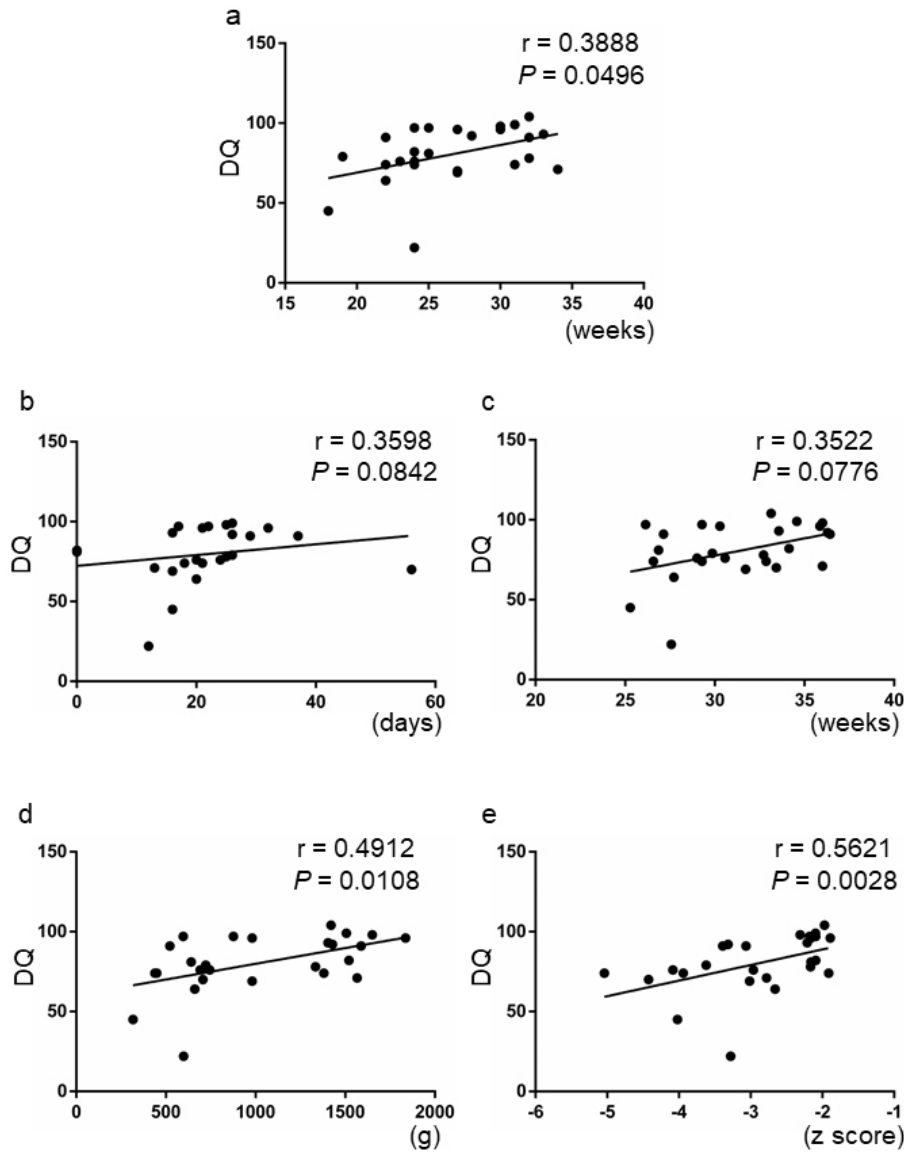 a
r = 0.3888
P = 0.0496
150
100
50
0
DQ
15 20 25 30 35 40
(weeks)
b
r = 0.3598
P = 0.0842
150
100
50
0
DQ
0 20 40 60
(days)
c
r = 0.3522
P = 0.0776
150
100
50
0
DQ
20 25 30 35 40
(weeks)
d
r = 0.4912
P = 0.0108
150
100
50
0
DQ
0 500 1000 1500 2000
(g)
e
r = 0.5621
P = 0.0028
150
100
50
0
DQ
-6 -5 -4 -3 -2 -1
(z score)